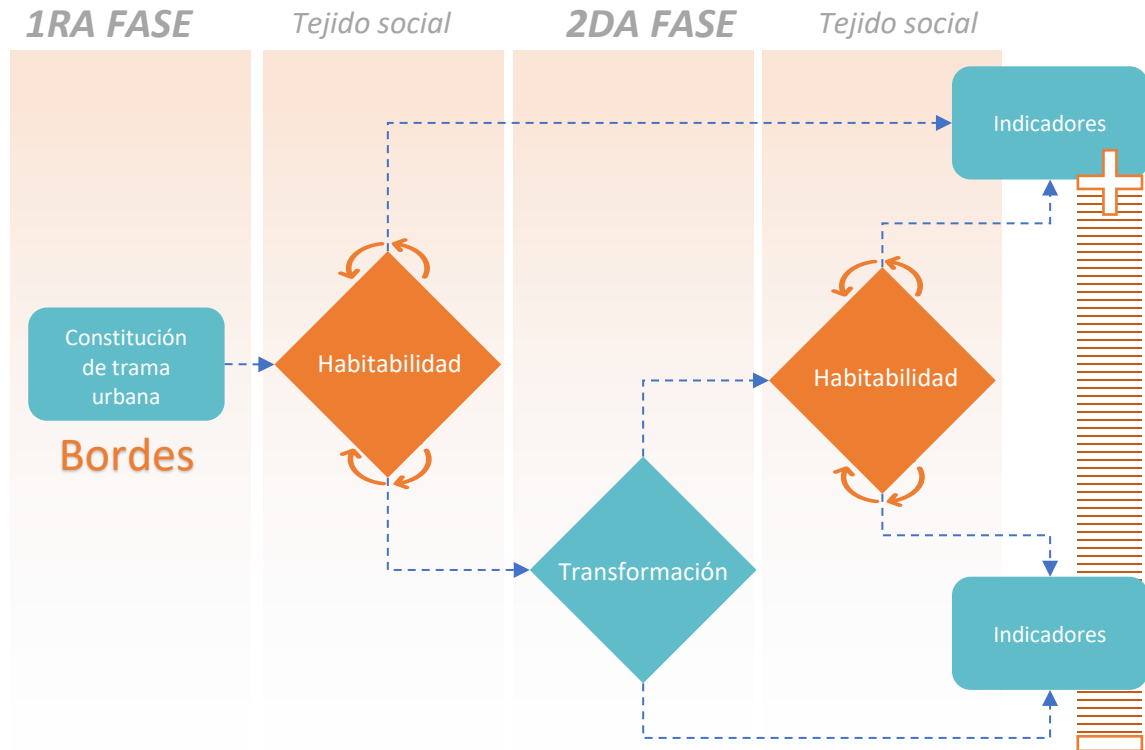 1RA FASE
Tejido social
2DA FASE
Tejido social
Indicadores
Constitución
de trama
urbana
Bordes
Habitabilidad
Habitabilidad
Transformación
Indicadores